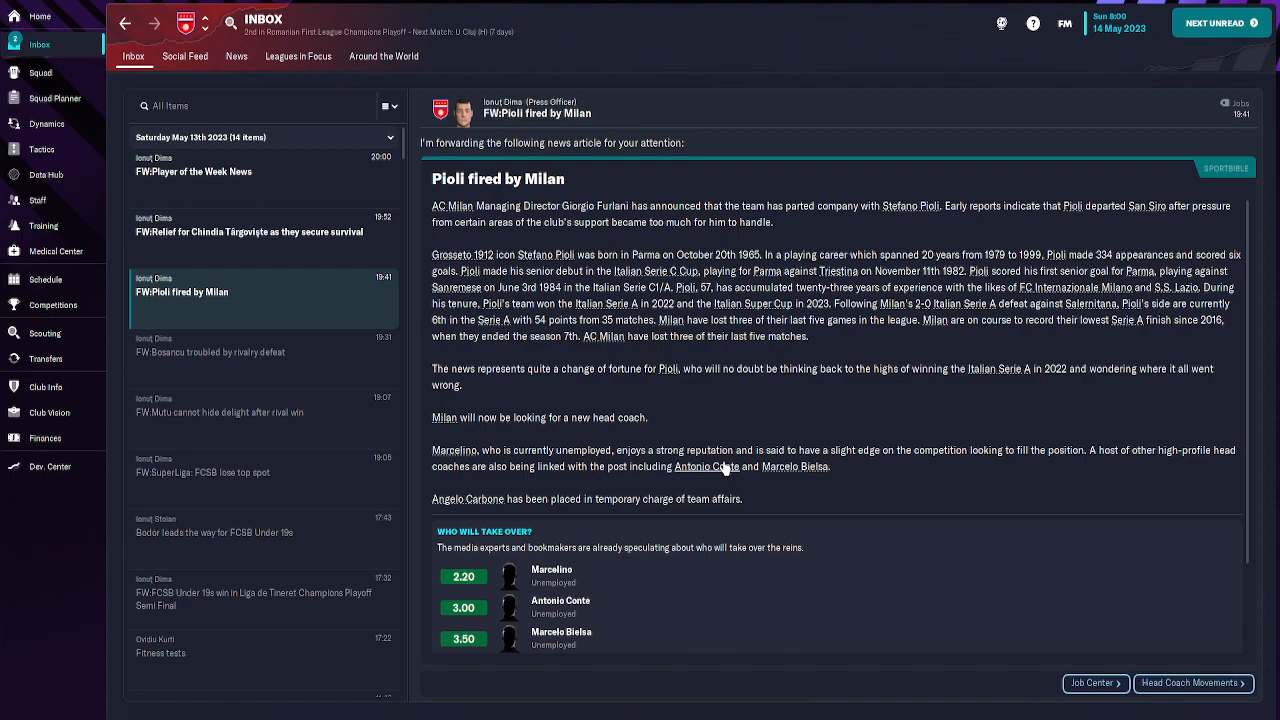 Home
INBOX
2nd in Romanian First League Champions Playoff - Next Match: U Cluj (H) (7 days)
FM
Sun 8:00
14 May 2023
NEXT UNREAD
2
Inbox
Squad
Squad Planner
Dynamics
Tactics
Data Hub
Staff
Training
Medical Center
Schedule
Competitions
Scouting
Transfers
Club Info
Club Vision
Finances
Dev. Center
Inbox
Social Feed
News
Leagues in Focus
Around the World
All Items
Saturday May 13th 2023 (14 items)
Ionuț Dima
20:00
FW:Player of the Week News
Ionuț Dima
19:52
FW:Relief for Chindia Târgoviște as they secure survival
Ionuț Dima
19:41
FW:Pioli fired by Milan
Ionuț Dima
19:31
FW:Bosancu troubled by rivalry defeat
Ionuț Dima
19:07
FW:Mutu cannot hide delight after rival win
Ionuț Dima
19:05
FW:SuperLiga: FCSB lose top spot
Ionuț Stoian
17:43
Bodor leads the way for FCSB Under 19s
Ionuț Dima
17:32
FW:FCSB Under 19s win in Liga de Tineret Champions Playoff
Semi Final
Ovidiu Kurti
17:22
Fitness tests
Ionuț Dima (Press Officer)
FW:Pioli fired by Milan
Jobs
19:41
I'm forwarding the following news article for your attention:
SPORTBIBLE
Pioli fired by Milan
AC Milan Managing Director Giorgio Furlani has announced that the team has parted company with Stefano Pioli. Early reports indicate that Pioli departed San Siro after pressure
from certain areas of the club's support became too much for him to handle.
Grosseto 1912 icon Stefano Pioli was born in Parma on October 20th 1965. In a playing career which spanned 20 years from 1979 to 1999, Pioli made 334 appearances and scored six
goals. Pioli made his senior debut in the Italian Serie C Cup, playing for Parma against Triestina on November 11th 1982. Pioli scored his first senior goal for Parma, playing against
Sanremese on June 3rd 1984 in the Italian Serie C1/A. Pioli, 57, has accumulated twenty-three years of experience with the likes of FC Internazionale Milano and S.S. Lazio. During
his tenure, Pioli's team won the Italian Serie A in 2022 and the Italian Super Cup in 2023. Following Milan's 2-0 Italian Serie A defeat against Salernitana, Pioli's side are currently
6th in the Serie A with 54 points from 35 matches. Milan have lost three of their last five games in the league. Milan are on course to record their lowest Serie A finish since 2016,
when they ended the season 7th. AC Milan have lost three of their last five matches.
The news represents quite a change of fortune for Pioli, who will no doubt be thinking back to the highs of winning the Italian Serie A in 2022 and wondering where it all went
wrong.
Milan will now be looking for a new head coach.
Marcelino, who is currently unemployed, enjoys a strong reputation and is said to have a slight edge on the competition looking to fill the position. A host of other high-profile head
coaches are also being linked with the post including Antonio Conte and Marcelo Bielsa.
Angelo Carbone has been placed in temporary charge of team affairs.
WHO WILL TAKE OVER?
The media experts and bookmakers are already speculating about who will take over the reins.
2.20
Marcelino
Unemployed
3.00
Antonio Conte
Unemployed
3.50
Marcelo Bielsa
Unemployed
Job Center
Head Coach Movements